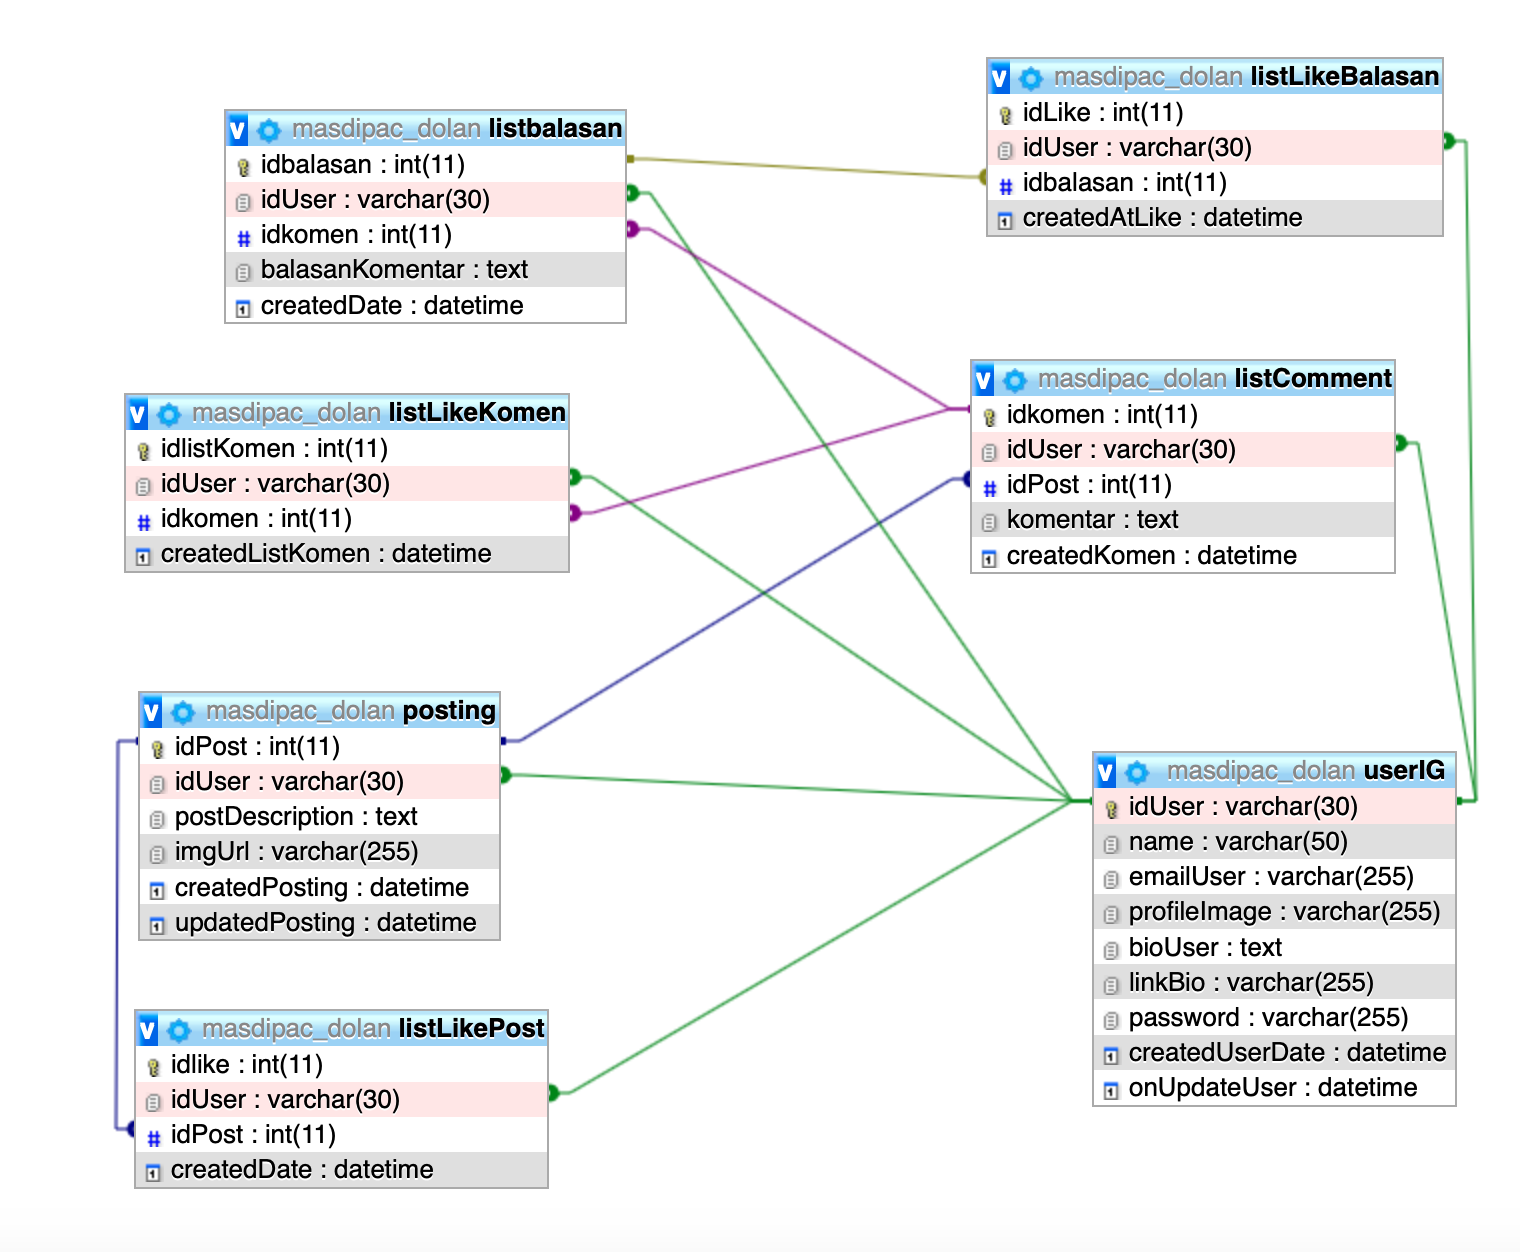 masdipac_dolan listbalasan
idbalasan : int(11)
idUser : varchar(30)
idkomen : int(11)
balasanKomentar : text
createdDate : datetime
masdipac_dolan listLikeBalasan
idLike : int(11)
idUser : varchar(30)
idbalasan : int(11)
createdAtLike : datetime
masdipac_dolan listLikeKomen
idlistKomen : int(11)
idUser : varchar(30)
idkomen : int(11)
createdListKomen : datetime
masdipac_dolan listComment
idkomen : int(11)
idUser : varchar(30)
idPost : int(11)
komentar : text
createdKomen : datetime
masdipac_dolan posting
idPost : int(11)
idUser : varchar(30)
postDescription : text
imgUrl : varchar(255)
createdPosting : datetime
updatedPosting : datetime
masdipac_dolan userIG
idUser : varchar(30)
name : varchar(50)
emailUser : varchar(255)
profileImage : varchar(255)
bioUser : text
linkBio : varchar(255)
password : varchar(255)
createdUserDate : datetime
onUpdateUser : datetime
masdipac_dolan listLikePost
idlike : int(11)
idUser : varchar(30)
idPost : int(11)
createdDate : datetime